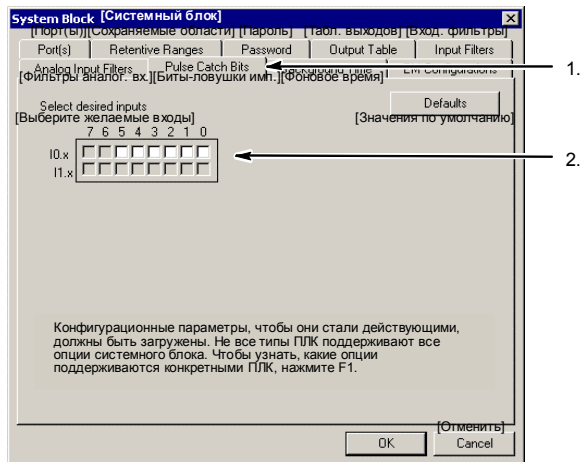 System Block [Системный блок]
[Порт(ы)][Сохраняемые области] [Пароль] [Табл. выходов] [Вход. фильтры]
Port(s) Retentive Ranges Password Output Table Input Filters
Analog Input Filters Pulse Catch Bits Background Time EM Configurations 1.
[Фильтры аналог. вх.][Биты-ловушки имп.][Фоновое время]
Select desired inputs Defaults
[Выберите желаемые входы] [Значения по умолчанию]
7 6 5 4 3 2 1 0
I0.x 2.
I1.x
Конфигурационные параметры, чтобы они стали действующими,
должны быть загружены. Не все типы ПЛК поддерживают все
опции системного блока. Чтобы узнать, какие опции
поддерживаются конкретными ПЛК, нажмите F1.
[Отменить]
OK Cancel